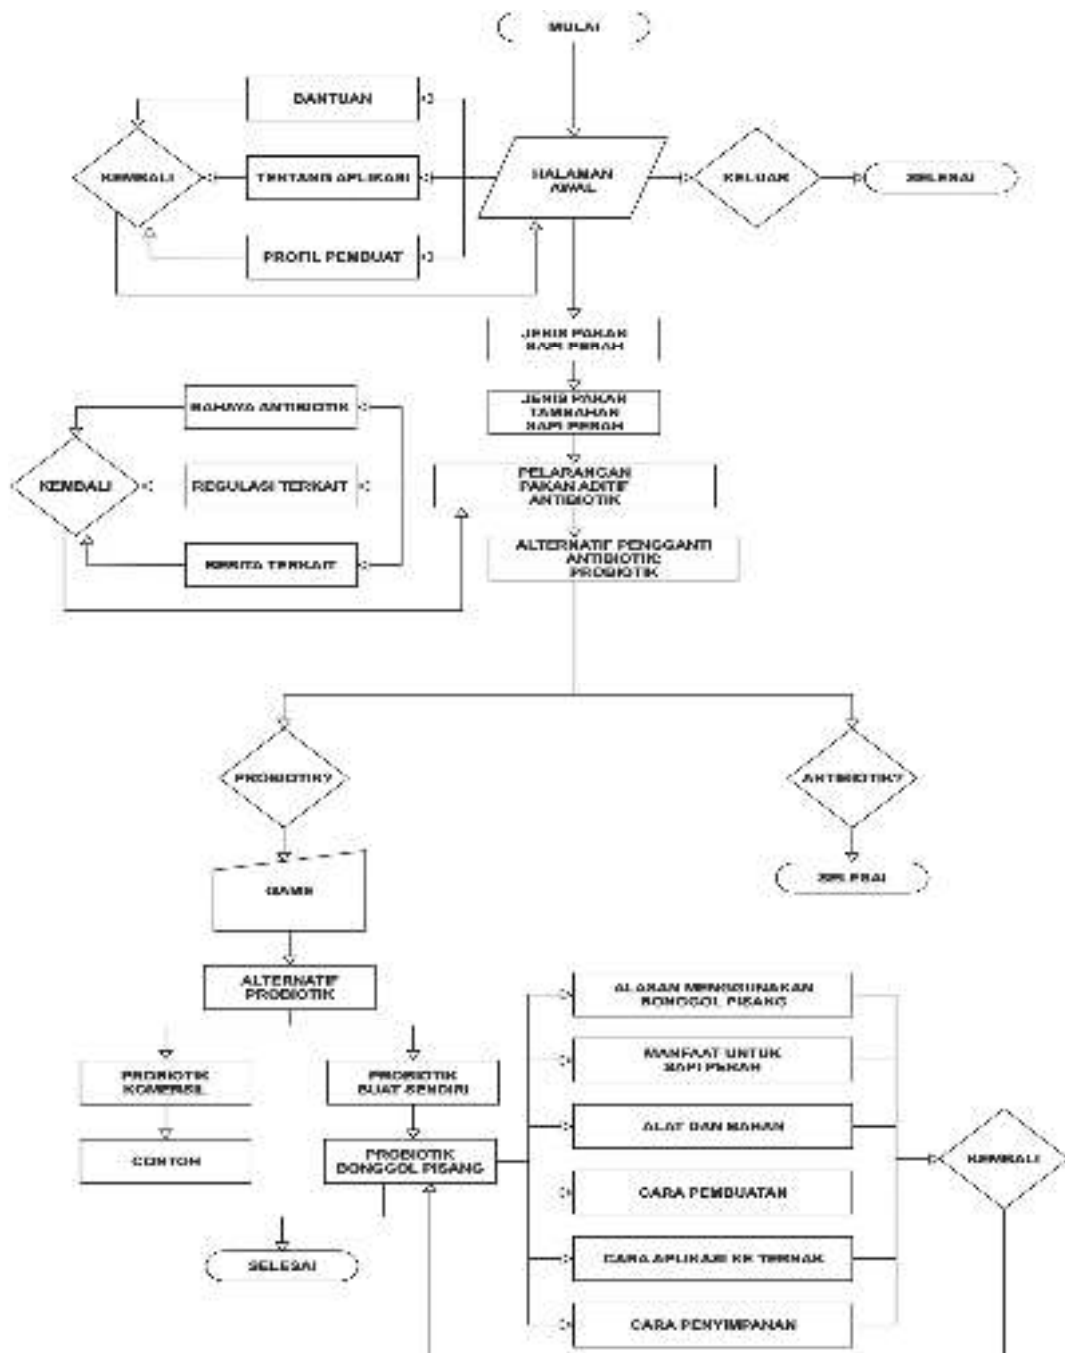 MULAI
BANTUAN
KEMBALI
TENTANG APLIKASI
HALAMAN
AWAL
KELUAR
SELESAI
PROFIL PEMBUAT
JENIS PAKAN
SAPI PERAH
JENIS PAKAN
TAMBAHAN
SAPI PERAH
BAHAYA ANTIBIOTIK
KEMBALI
REGULASI TERKAIT
PELARANGAN
PAKAN ADITIF
ANTIBIOTIK
BERITA TERKAIT
ALTERNATIF PENGGANTI
ANTIBIOTIK:
PROBIOTIK
PROBIOTIK?
ANTIBIOTIK?
GAME
SELESAI
ALTERNATIF
PROBIOTIK
ALASAN MENGGUNAKAN
BONGGOL PISANG
PROBIOTIK
KOMERSIL
PROBIOTIK
BUAT SENDIRI
MANFAAT UNTUK
SAPI PERAH
CONTOH
PROBIOTIK
BONGGOL PISANG
ALAT DAN BAHAN
KEMBALI
CARA PEMBUATAN
SELESAI
CARA APLIKASI KE TERNAK
CARA PENYIMPANAN